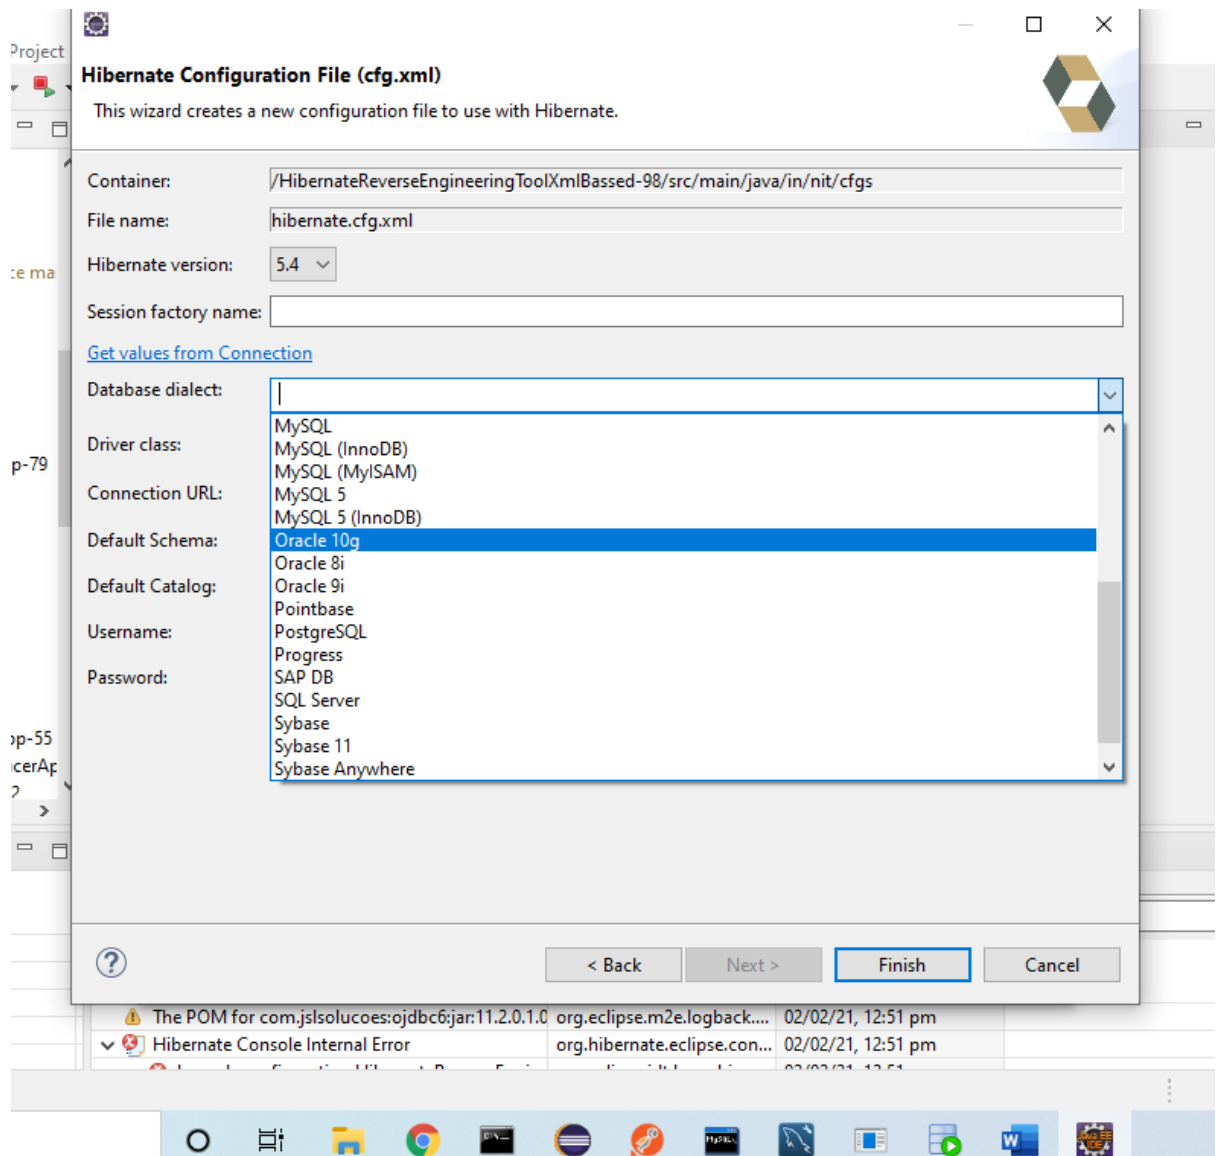 Project
Hibernate Configuration File (cfg.xml)
This wizard creates a new configuration file to use with Hibernate.
Container: /HibernateReverseEngineeringToolXmlBassed-98/src/main/java/in/nit/cfgs
File name: hibernate.cfg.xml
Hibernate version: 5.4
ce ma
Session factory name:
Get values from Connection
Database dialect:
MySQL
Driver class:
MySQL (InnoDB)
p-79
MySQL (MyISAM)
Connection URL:
MySQL 5
MySQL 5 (InnoDB)
Default Schema:
Oracle 10g
Oracle 8i
Default Catalog:
Oracle 9i
Pointbase
Username:
PostgreSQL
Progress
Password:
SAP DB
SQL Server
Sybase
pp-55
Sybase 11
icerAp
Sybase Anywhere
< Back Next > Finish Cancel
The POM for com.jslsolucoes:ojdbc6:jar:11.2.0.1.0 org.eclipse.m2e.logback.... 02/02/21, 12:51 pm
Hibernate Console Internal Error org.hibernate.eclipse.con... 02/02/21, 12:51 pm